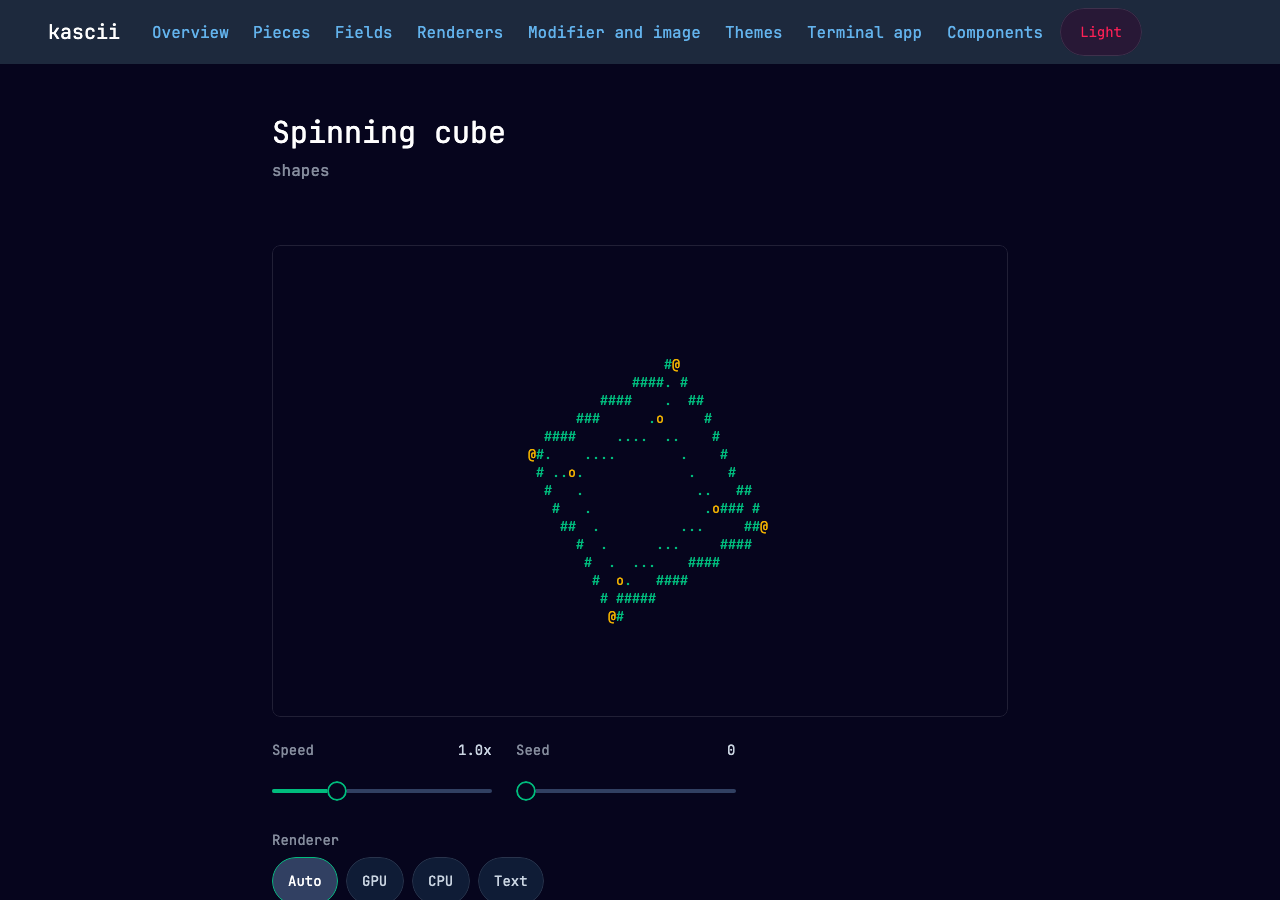 kascii Overview Pieces Fields Renderers Modifier and image Themes Terminal app Components Light
Spinning cube
shapes
                #@
            ####. #
        ####    .  ##
     ###      .o     #
 ####     .... ..    #
@#.    ....        .    #
 # ..o.             .    #
  #   .              ..   ##
   #   .              .o### #
    ##  .          ...     ##@
      #  .      ...     ####
       #  .  ...    ####
        #  o.   ####
         # #####
          @#
Speed 1.0x Seed 0
Renderer
Auto GPU CPU Text